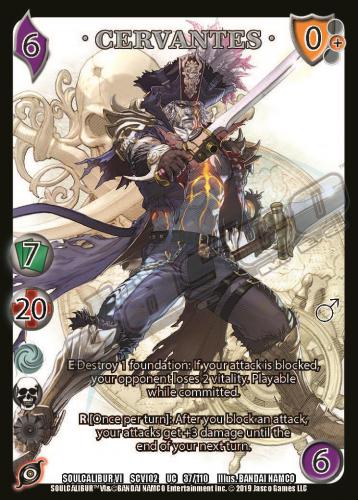 6
· CERVANTES ·
0
+
7
20
E Destroy 1 foundation: If your attack is blocked,
your opponent loses 2 vitality. Playable
while committed.
R [Once per turn]: After you block an attack,
your attacks get +3 damage until the
end of your next turn.
6
SOULCALIBUR VI SCVI02 UC 37/110 Illus. BANDAI NAMCO
SOULCALIBUR™VI&©BANDAI NAMCO Entertainment Inc. © 2019 Jasco Games LLC